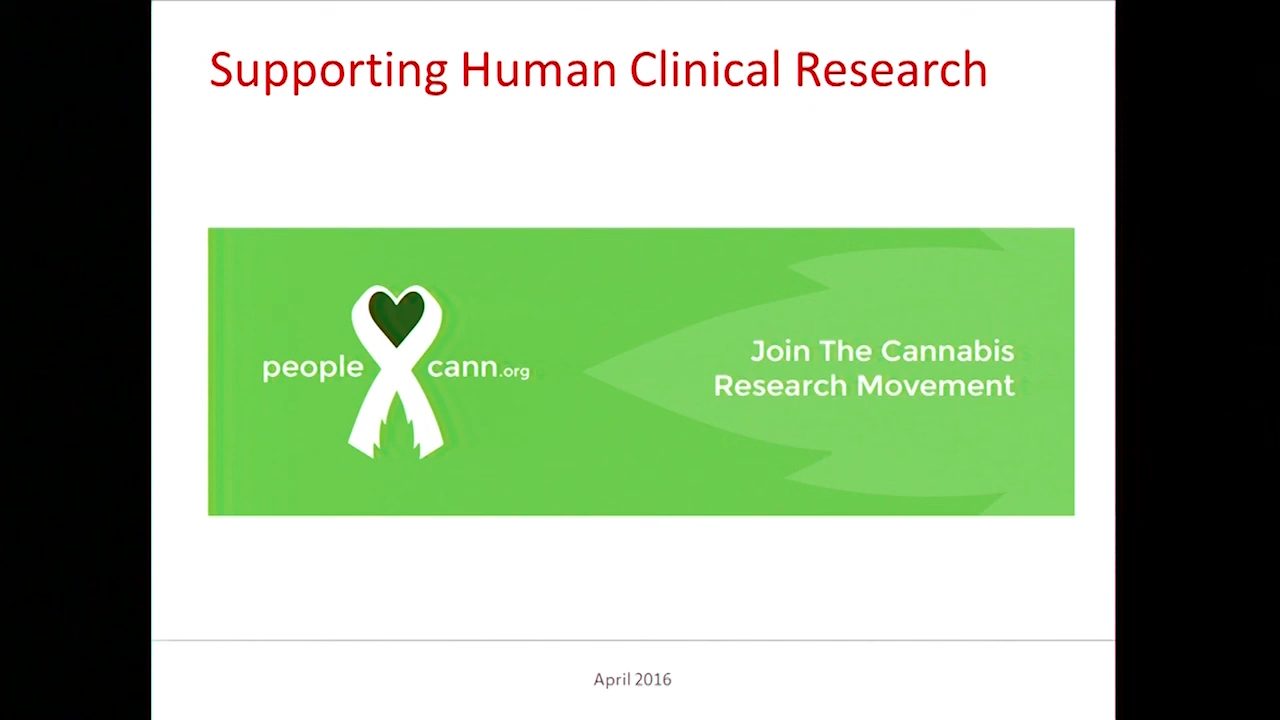 Supporting Human Clinical Research
people cann.org
Join The Cannabis
Research Movement
April 2016